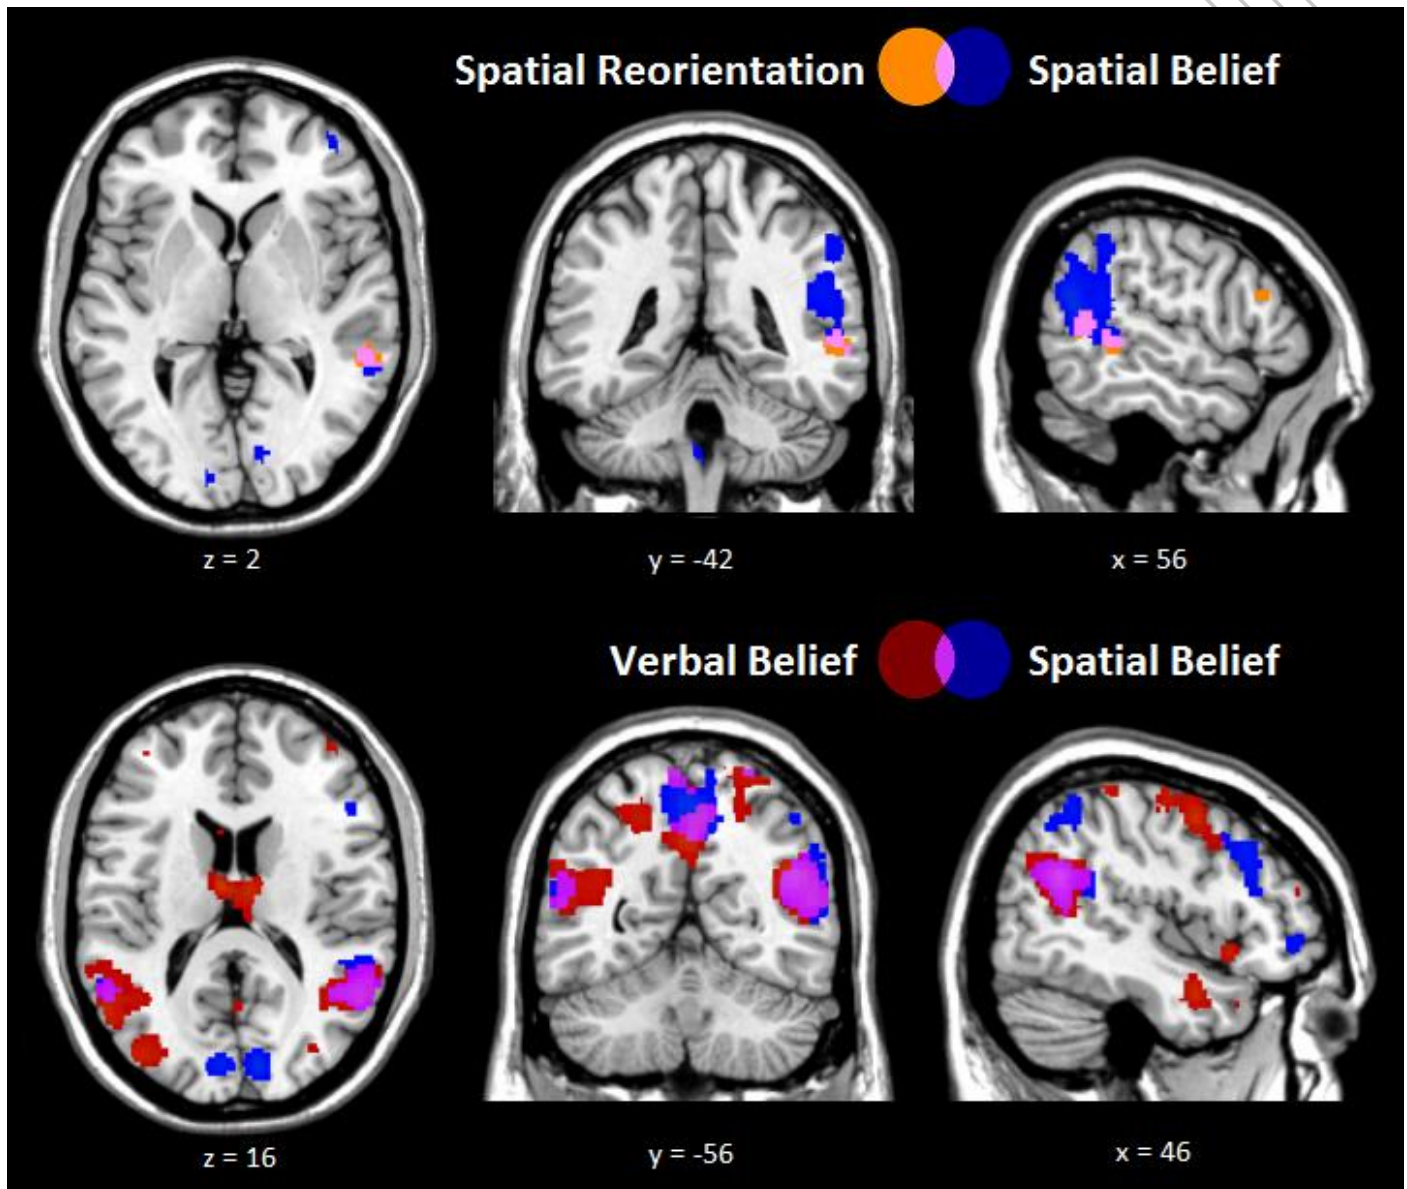 Spatial Reorientation Spatial Belief
z = 2 y = -42 x = 56
Verbal Belief Spatial Belief
z = 16 y = -56 x = 46